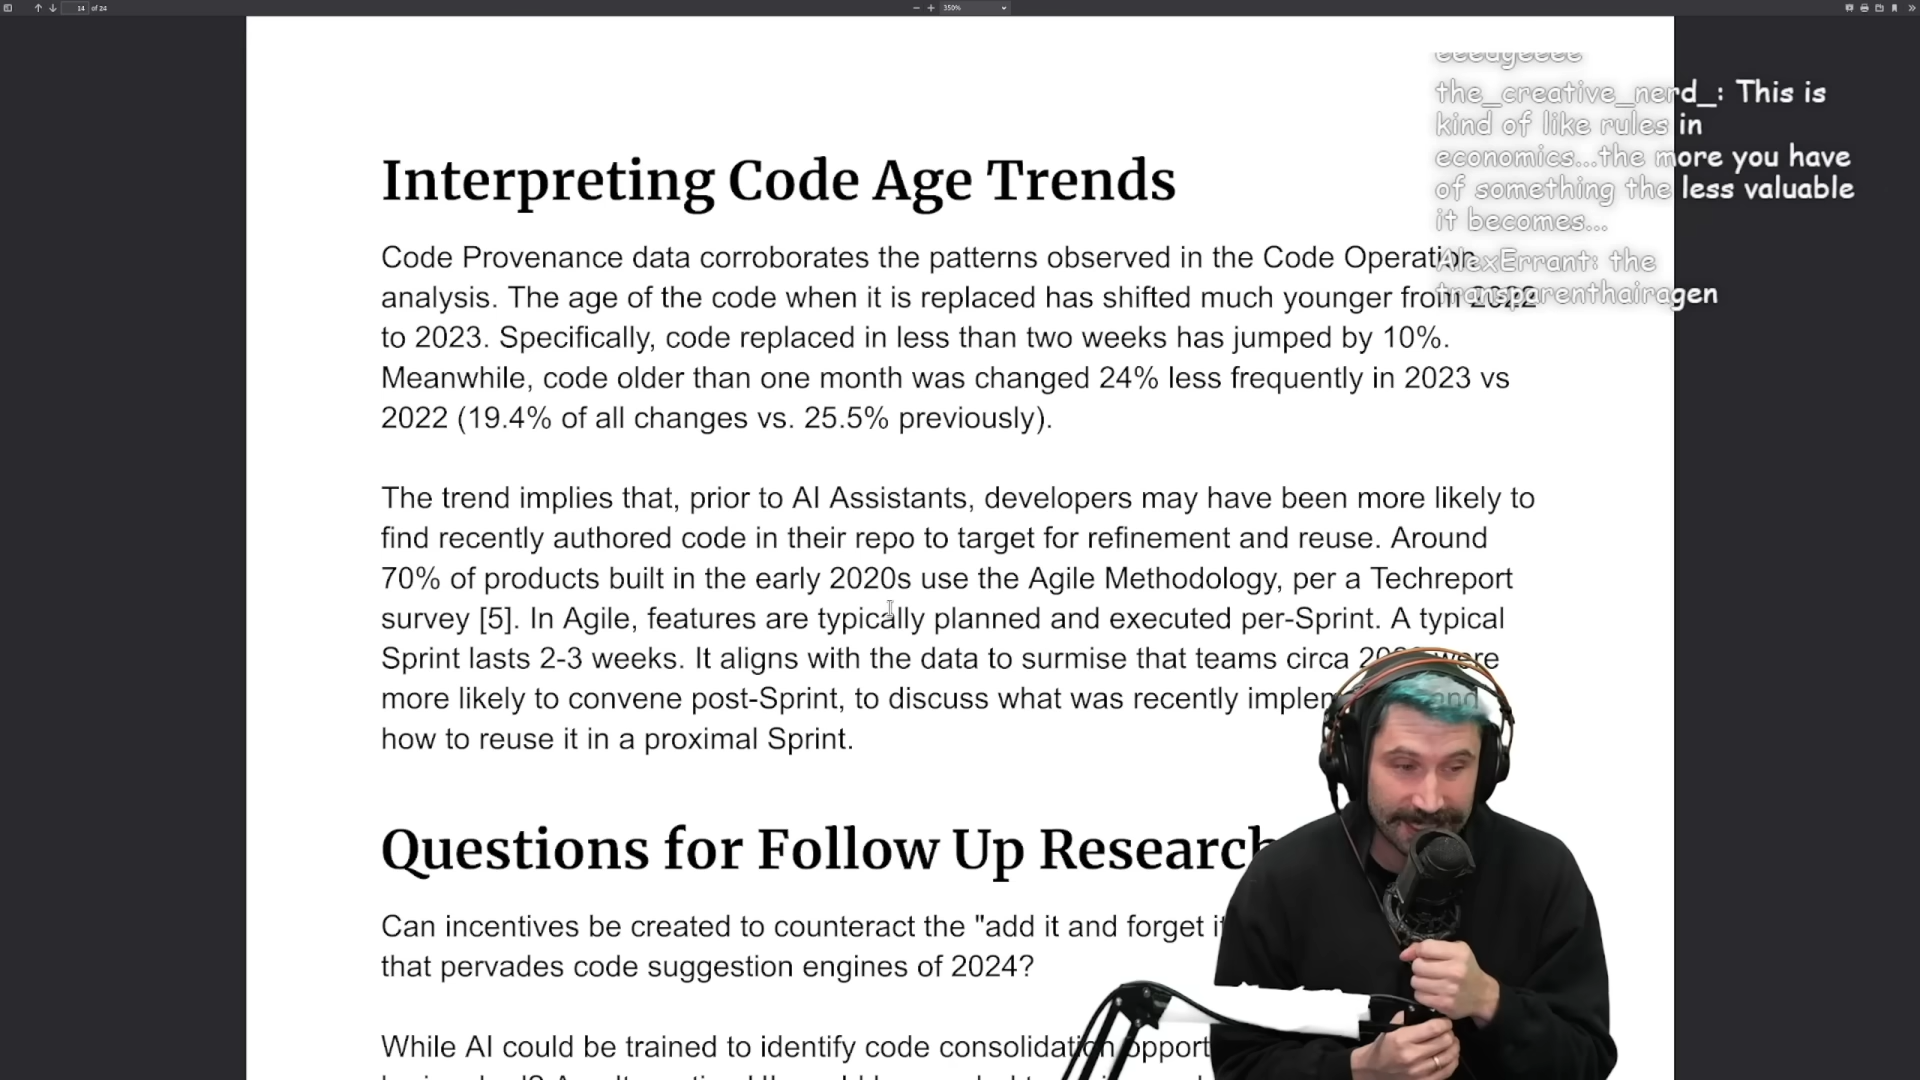 14 of 24
350%
eeeageeee
the_creative_nerd_: This is
kind of like rules in
economics...the more you have
of something the less valuable
it becomes...
AlexErrant: the
transparenthairagen
Interpreting Code Age Trends
Code Provenance data corroborates the patterns observed in the Code Operation
analysis. The age of the code when it is replaced has shifted much younger from 2022
to 2023. Specifically, code replaced in less than two weeks has jumped by 10%.
Meanwhile, code older than one month was changed 24% less frequently in 2023 vs
2022 (19.4% of all changes vs. 25.5% previously).
The trend implies that, prior to AI Assistants, developers may have been more likely to
find recently authored code in their repo to target for refinement and reuse. Around
70% of products built in the early 2020s use the Agile Methodology, per a Techreport
survey [5]. In Agile, features are typically planned and executed per-Sprint. A typical
Sprint lasts 2-3 weeks. It aligns with the data to surmise that teams circa were
more likely to convene post-Sprint, to discuss what was recently and
how to reuse it in a proximal Sprint.
Questions for Follow Up Research
Can incentives be created to counteract the "add it and forget it
that pervades code suggestion engines of 2024?
While AI could be trained to identify code consolidation